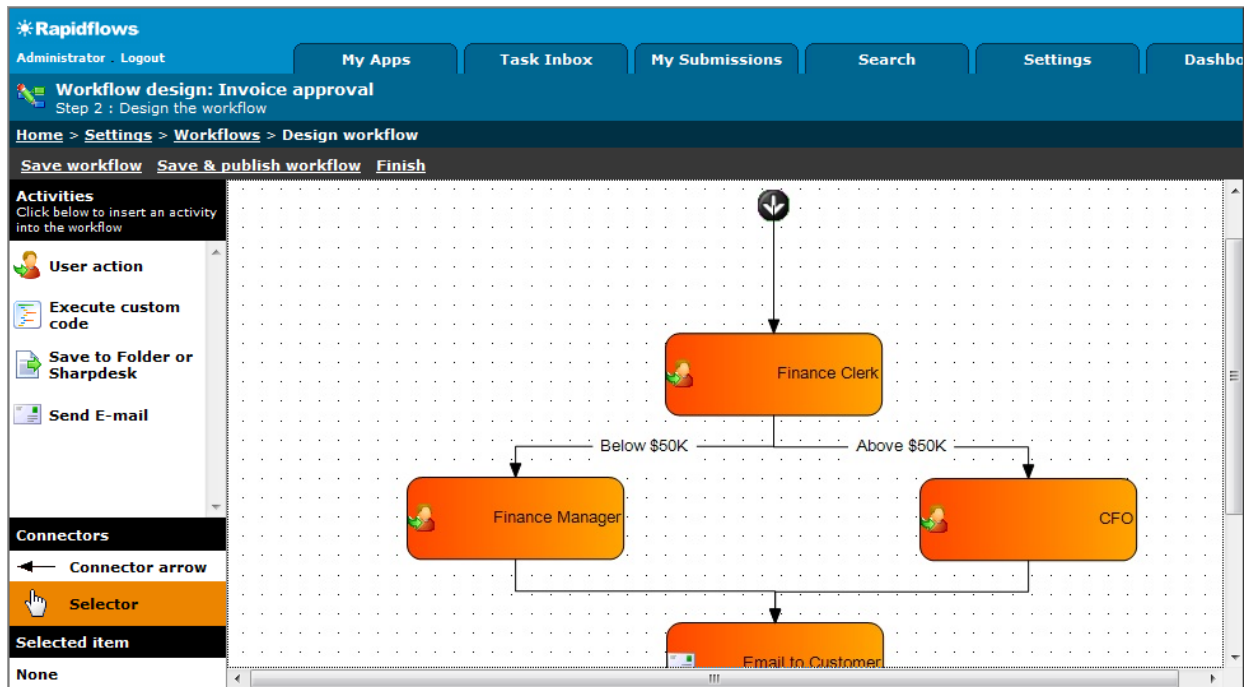 Rapidflows
Administrator . Logout
My Apps
Task Inbox
My Submissions
Search
Settings
Dashbo
Workflow design: Invoice approval
Step 2 : Design the workflow
Home > Settings > Workflows > Design workflow
Save workflow Save & publish workflow Finish
Activities
Click below to insert an activity
into the workflow
User action
Execute custom
code
Save to Folder or
Sharpdesk
Send E-mail
Connectors
Connector arrow
Selector
Selected item
None
Finance Clerk
Below $50K
Above $50K
Finance Manager
CFO
Email to Customer